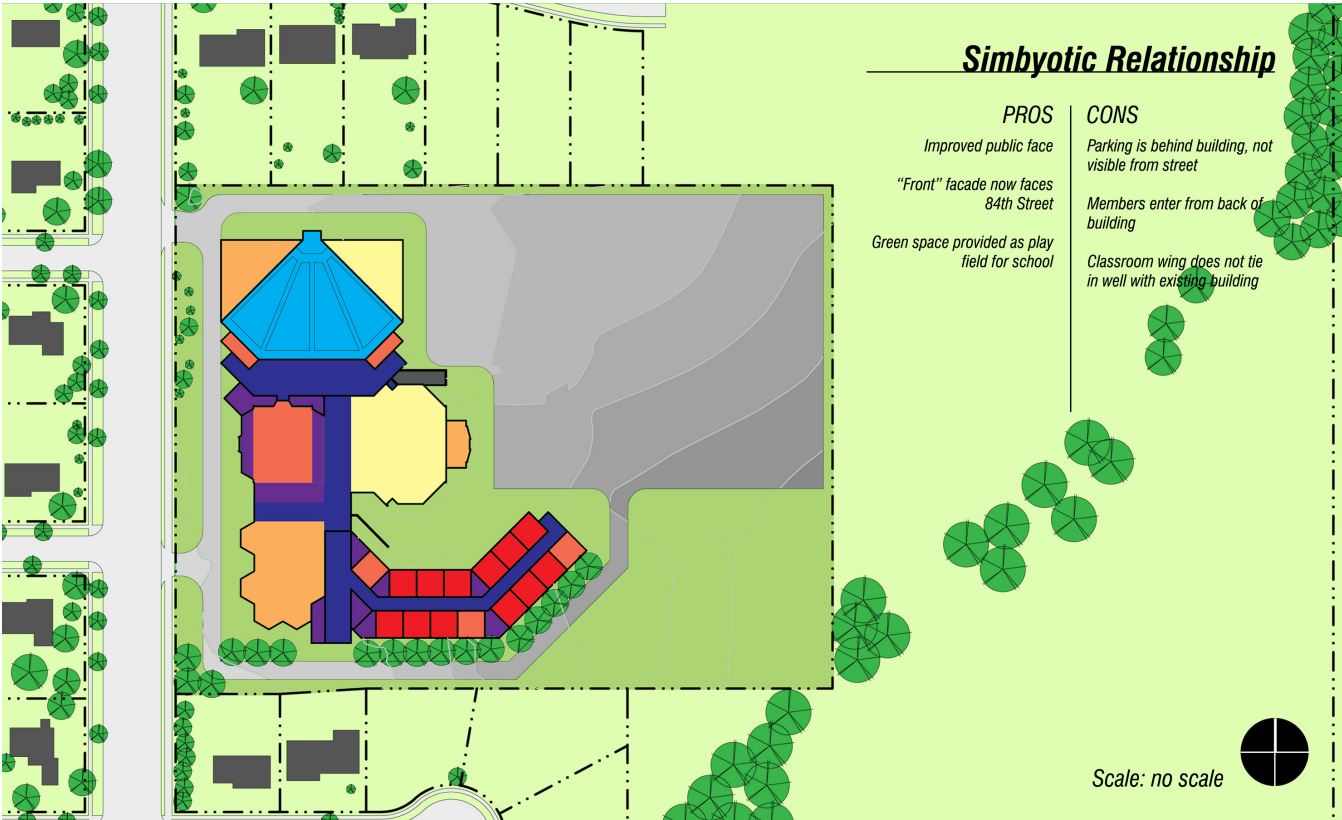 Simbyotic Relationship
PROS
Improved public face
“Front” facade now faces
84th Street
Green space provided as play
field for school
CONS
Parking is behind building, not
visible from street
Members enter from back of
building
Classroom wing does not tie
in well with existing building
Scale: no scale